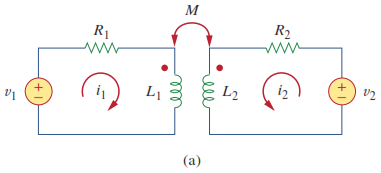 M
R₁ R₂
v₁ + − i₁ L₁ L₂ i₂ + − v₂
(a)